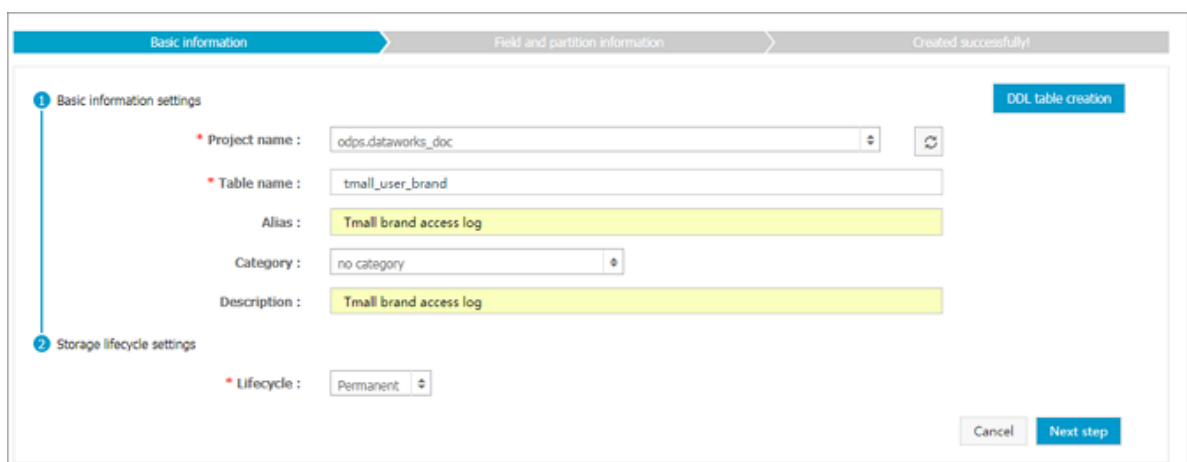 Basic information Field and partition information Created successfully!
1 Basic information settings DDL table creation
* Project name : odps.dataworks_doc
* Table name : tmall_user_brand
Alias : Tmall brand access log
Category : no category
Description : Tmall brand access log
2 Storage lifecycle settings
* Lifecycle : Permanent
Cancel Next step